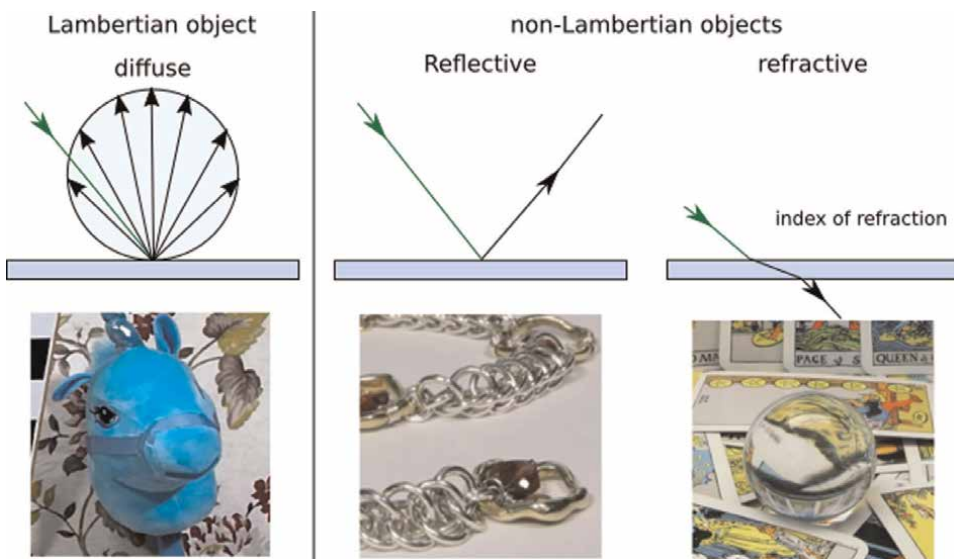 Lambertian object
non-Lambertian objects
diffuse
Reflective
refractive
index of refraction
PAGE
QUEEN